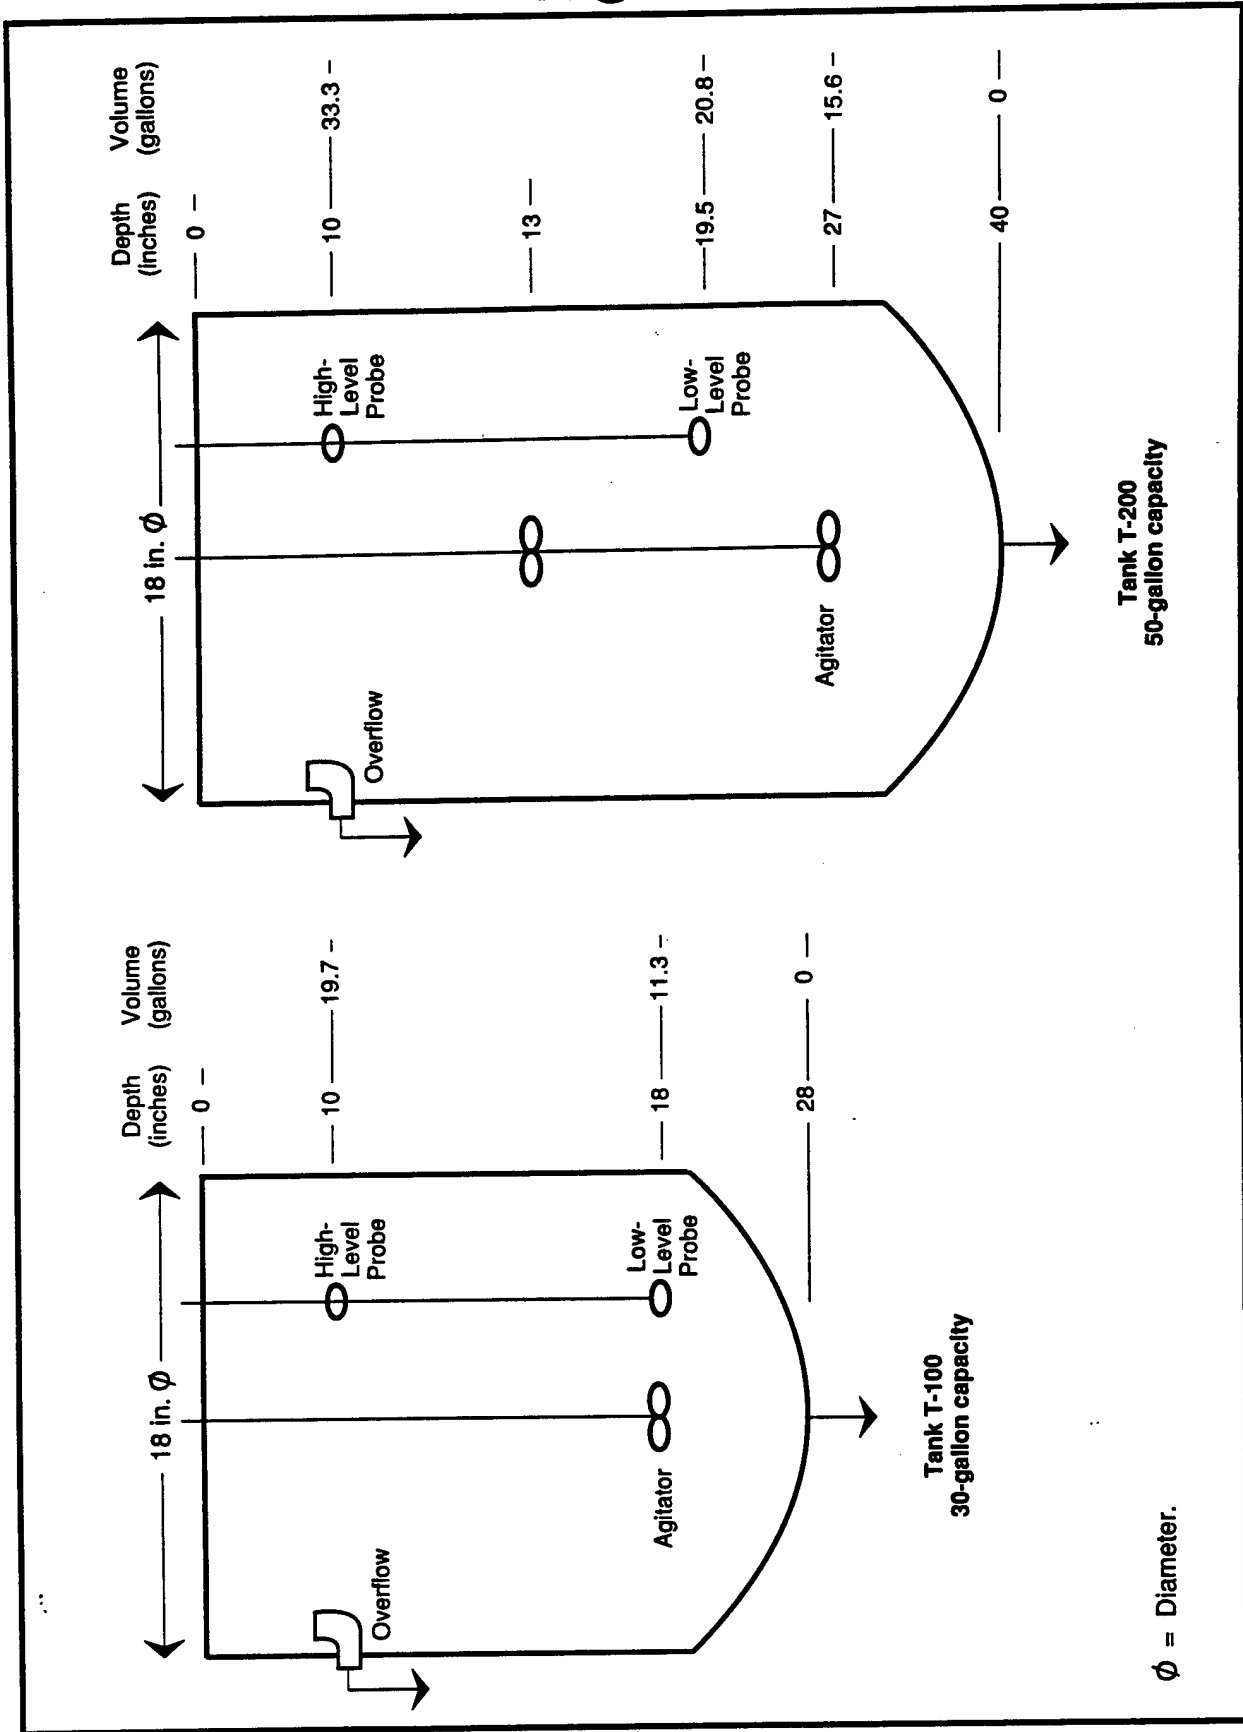 18 in. ϕ
Depth
(inches)
Volume
(gallons)
0
10
19.7
18
11.3
28
0
High-
Level
Probe
Low-
Level
Probe
Agitator
Overflow
Tank T-100
30-gallon capacity
18 in. ϕ
Depth
(inches)
Volume
(gallons)
0
10
33.3
13
19.5
20.8
27
15.6
40
0
High-
Level
Probe
Low-
Level
Probe
Agitator
Overflow
Tank T-200
50-gallon capacity
ϕ = Diameter.